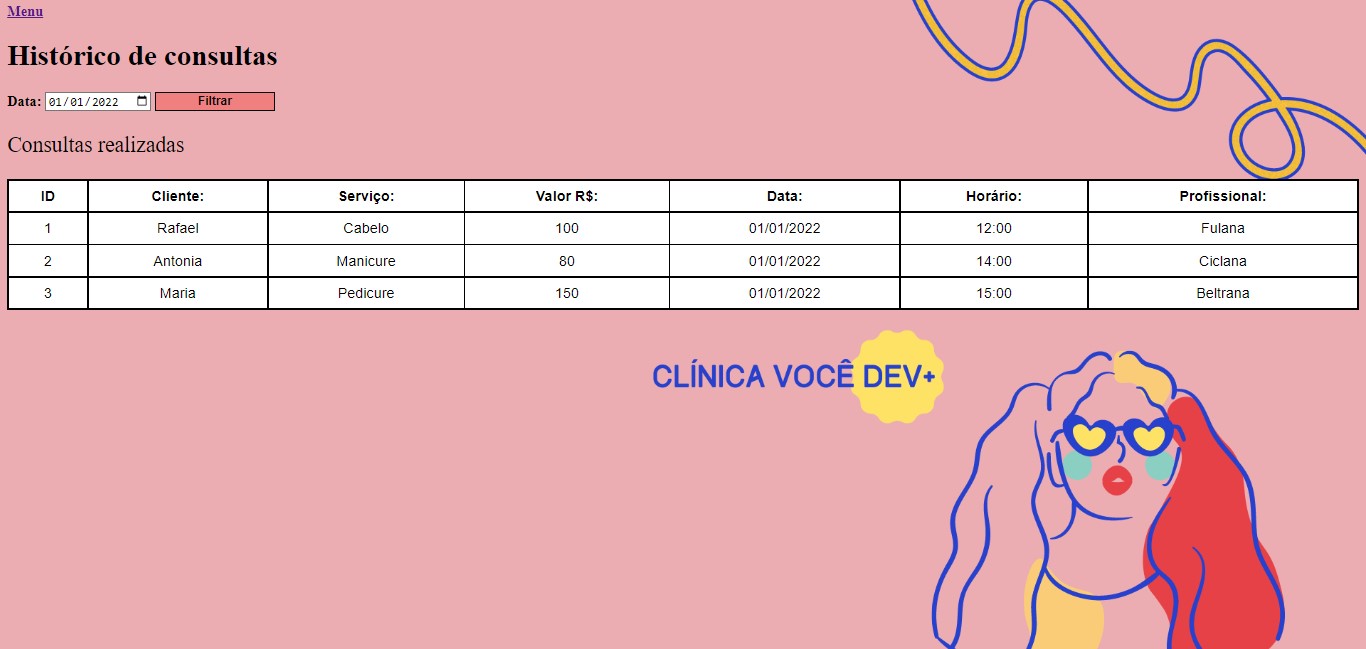 Menu
Histórico de consultas
Data: 01/01/2022 Filtrar
Consultas realizadas
ID Cliente: Serviço: Valor R$: Data: Horário: Profissional:
1 Rafael Cabelo 100 01/01/2022 12:00 Fulana
2 Antonia Manicure 80 01/01/2022 14:00 Ciclana
3 Maria Pedicure 150 01/01/2022 15:00 Beltrana
CLÍNICA VOCÊ DEV+